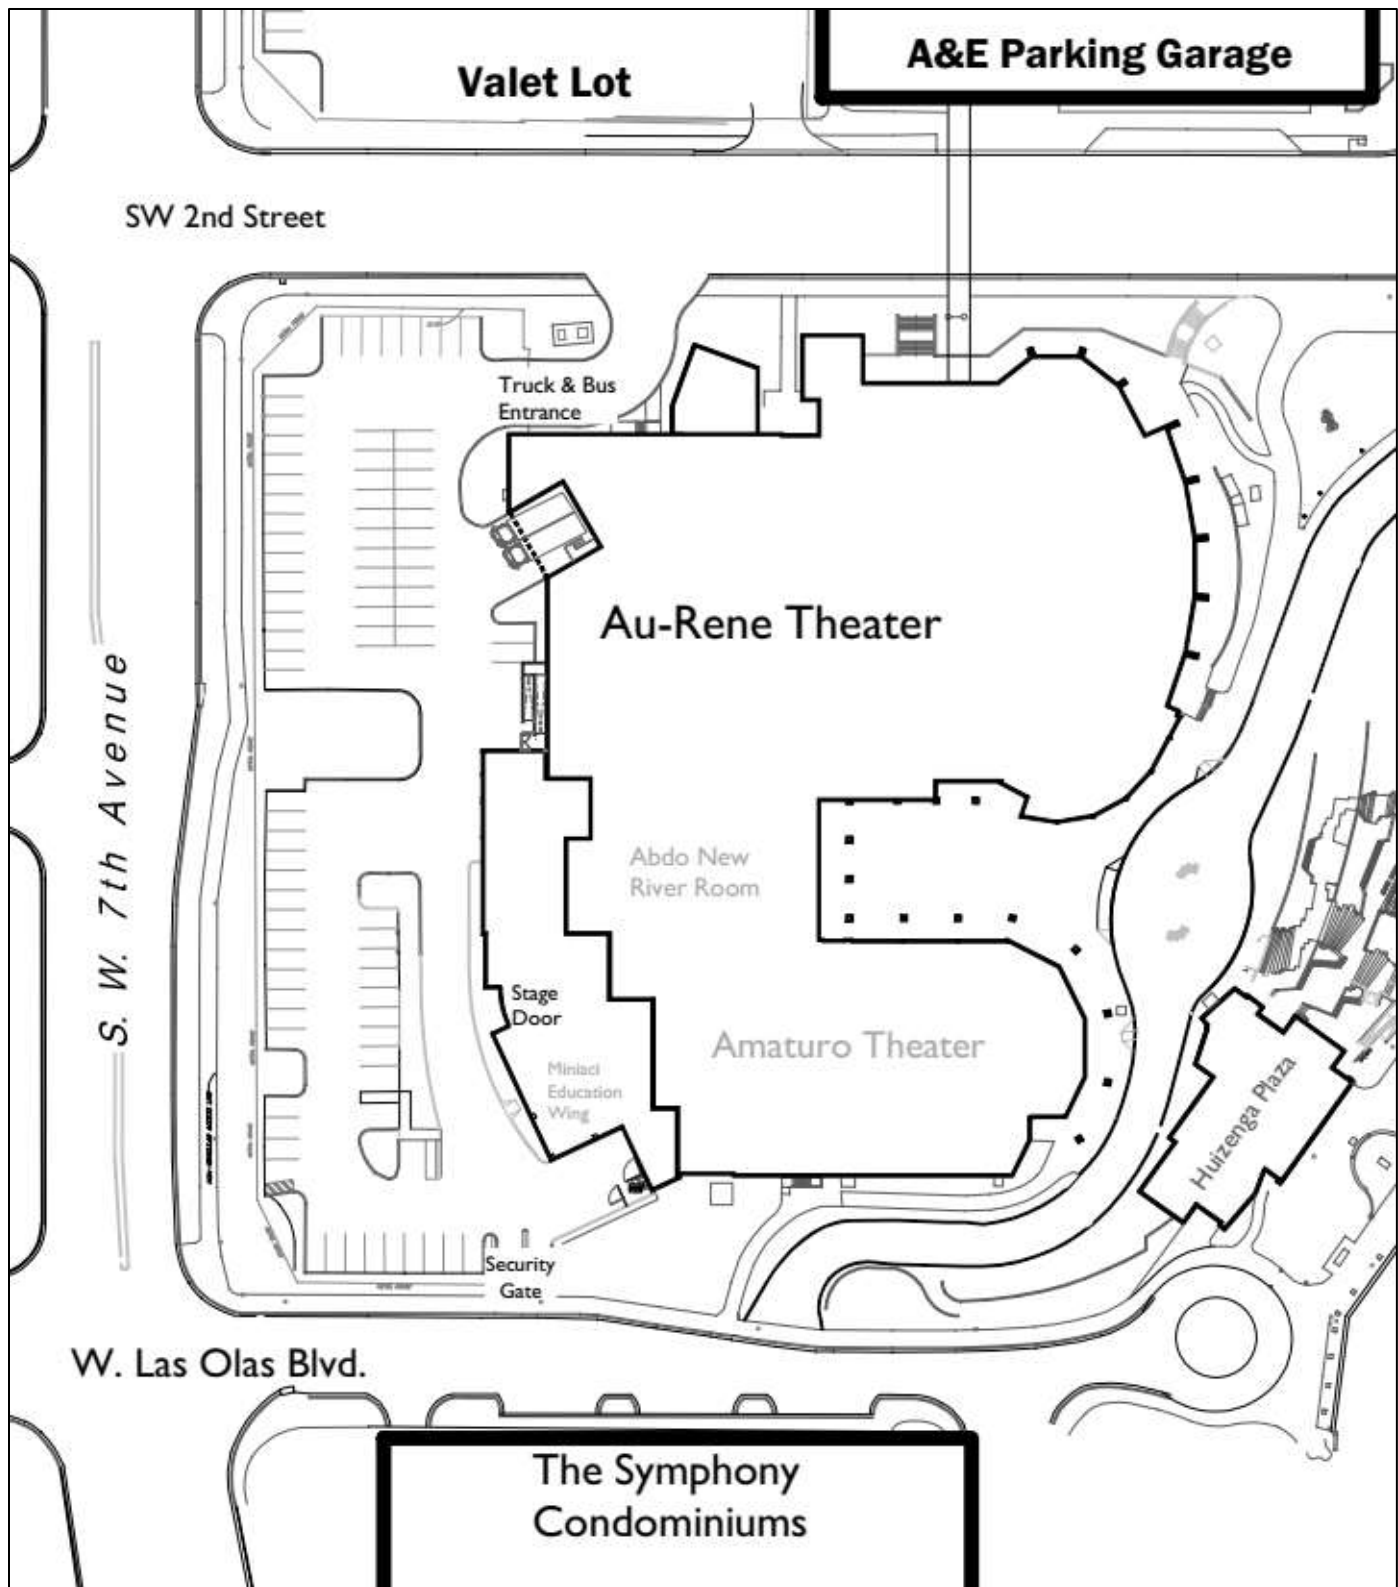 Valet Lot
A&E Parking Garage
SW 2nd Street
Truck & Bus
Entrance
Au-Rene Theater
S. W. 7th Avenue
Abdo New
River Room
Stage
Door
Amaturo Theater
Miniaci
Education
Wing
Huizenga Plaza
Security
Gate
W. Las Olas Blvd.
The Symphony
Condominiums